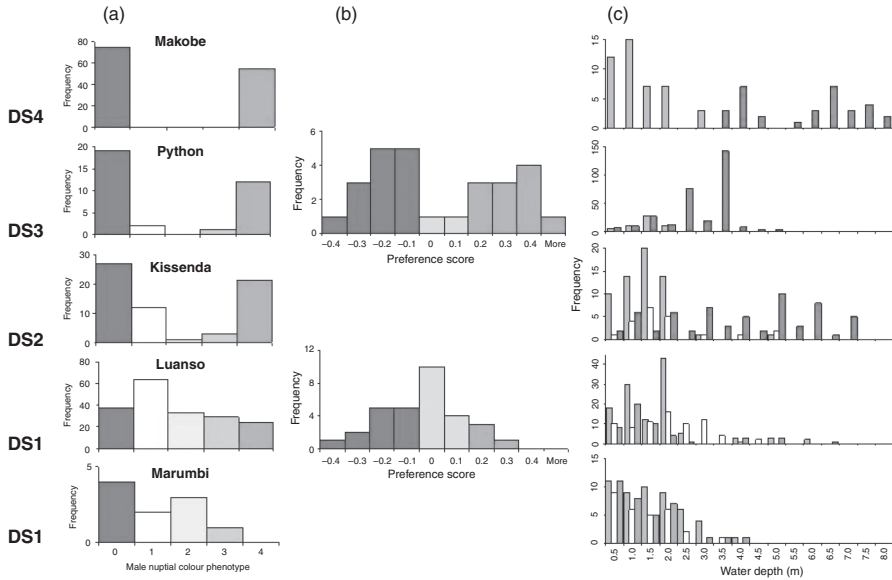 (a)
(b)
(c)
DS4
Makobe
Frequency
80
60
40
20
0
DS3
Python
Frequency
20
15
10
5
0
DS2
Kissenda
Frequency
30
20
10
0
DS1
Luanso
Frequency
80
60
40
20
0
DS1
Marumbi
Frequency
5
0
0 1 2 3 4
Male nuptial colour phenotype
Frequency
6
4
2
0
–0.4 –0.3 –0.2 –0.1 0 0.1 0.2 0.3 0.4 More
Preference score
Frequency
12
8
4
0
–0.4 –0.3 –0.2 –0.1 0 0.1 0.2 0.3 0.4 More
Preference score
Frequency
15
10
5
0
150
100
50
0
20
15
10
5
0
40
30
20
10
0
10
5
0
0.5 1.0 1.5 2.0 2.5 3.0 3.5 4.0 4.5 5.0 5.5 6.0 6.5 7.0 7.5 8.0
Water depth (m)